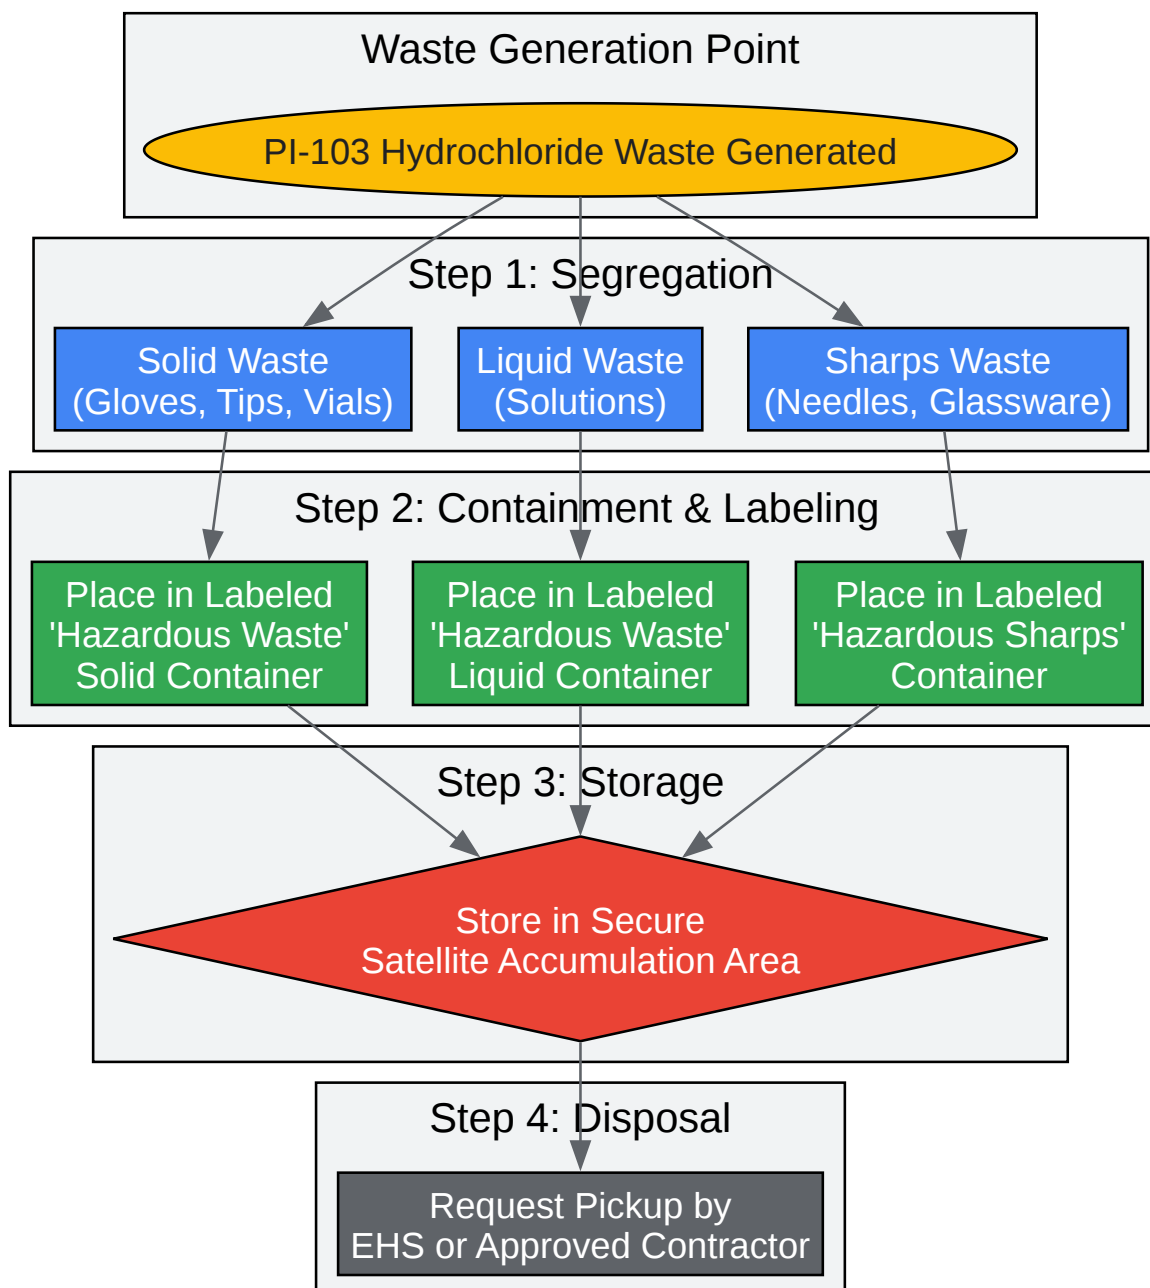 Waste Generation Point
PI-103 Hydrochloride Waste Generated
Step 1: Segregation
Solid Waste
(Gloves, Tips, Vials)
Liquid Waste
(Solutions)
Sharps Waste
(Needles, Glassware)
Step 2: Containment & Labeling
Place in Labeled
'Hazardous Waste'
Solid Container
Place in Labeled
'Hazardous Waste'
Liquid Container
Place in Labeled
'Hazardous Sharps'
Container
Step 3: Storage
Store in Secure
Satellite Accumulation Area
Step 4: Disposal
Request Pickup by
EHS or Approved Contractor